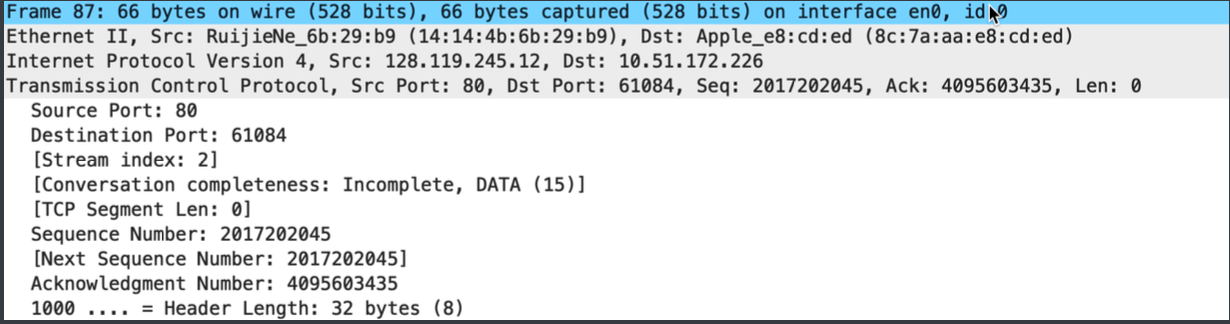 Frame 87: 66 bytes on wire (528 bits), 66 bytes captured (528 bits) on interface en0, id 0
Ethernet II, Src: RuijieNe_6b:29:b9 (14:14:4b:6b:29:b9), Dst: Apple_e8:cd:ed (8c:7a:aa:e8:cd:ed)
Internet Protocol Version 4, Src: 128.119.245.12, Dst: 10.51.172.226
Transmission Control Protocol, Src Port: 80, Dst Port: 61084, Seq: 2017202045, Ack: 4095603435, Len: 0
Source Port: 80
Destination Port: 61084
[Stream index: 2]
[Conversation completeness: Incomplete, DATA (15)]
[TCP Segment Len: 0]
Sequence Number: 2017202045
[Next Sequence Number: 2017202045]
Acknowledgment Number: 4095603435
1000 .... = Header Length: 32 bytes (8)